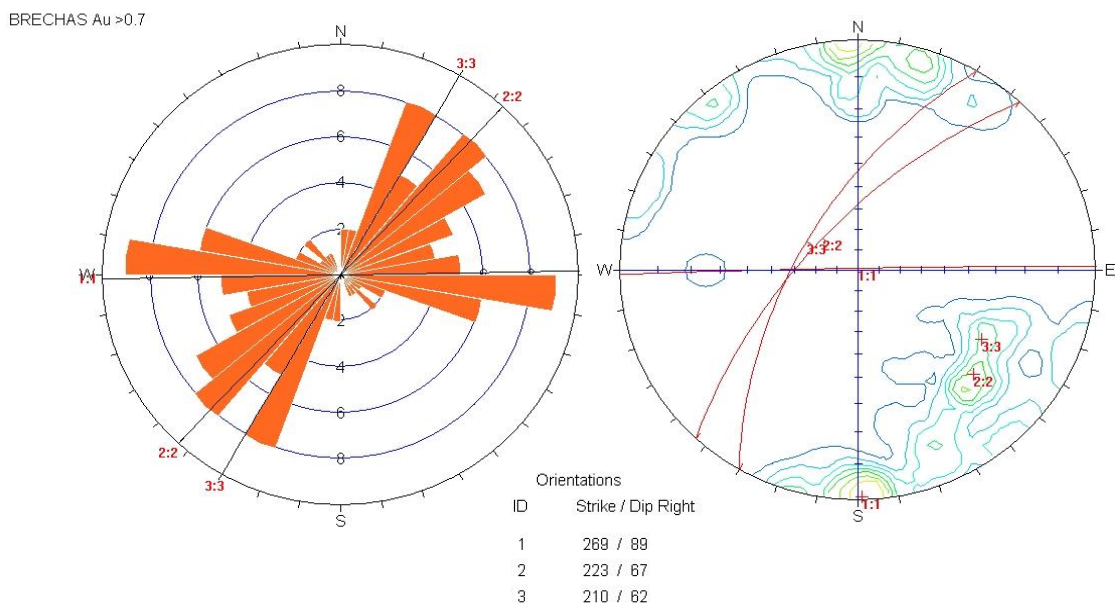 BRECHAS Au >0.7
N
3:3
2:2
8
6
4
2
W
1:1
2
4
6
8
2:2
3:3
S
N
3:3 2:2
W
1:1
E
3:3
2:2
1:1
S
Orientations
ID Strike / Dip Right
1 269 / 89
2 223 / 67
3 210 / 62